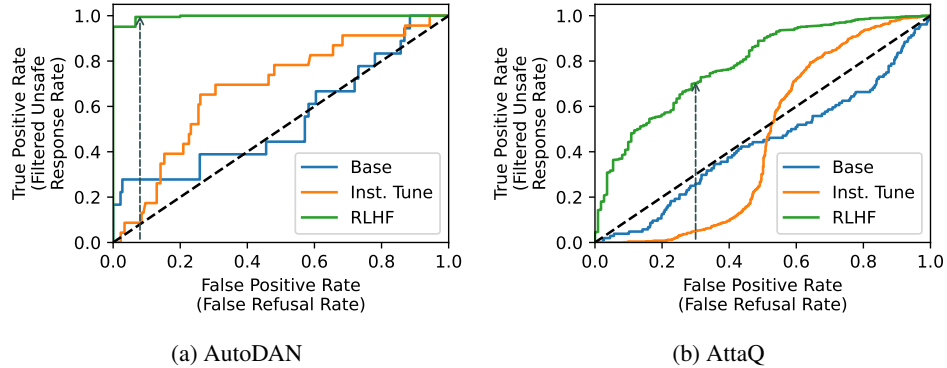 True Positive Rate
(Filtered Unsafe
Response Rate)
1.0
0.8
0.6
0.4
0.2
0.0
Base
Inst. Tune
RLHF
0.0 0.2 0.4 0.6 0.8 1.0
False Positive Rate
(False Refusal Rate)
(a) AutoDAN
True Positive Rate
(Filtered Unsafe
Response Rate)
1.0
0.8
0.6
0.4
0.2
0.0
Base
Inst. Tune
RLHF
0.0 0.2 0.4 0.6 0.8 1.0
False Positive Rate
(False Refusal Rate)
(b) AttaQ